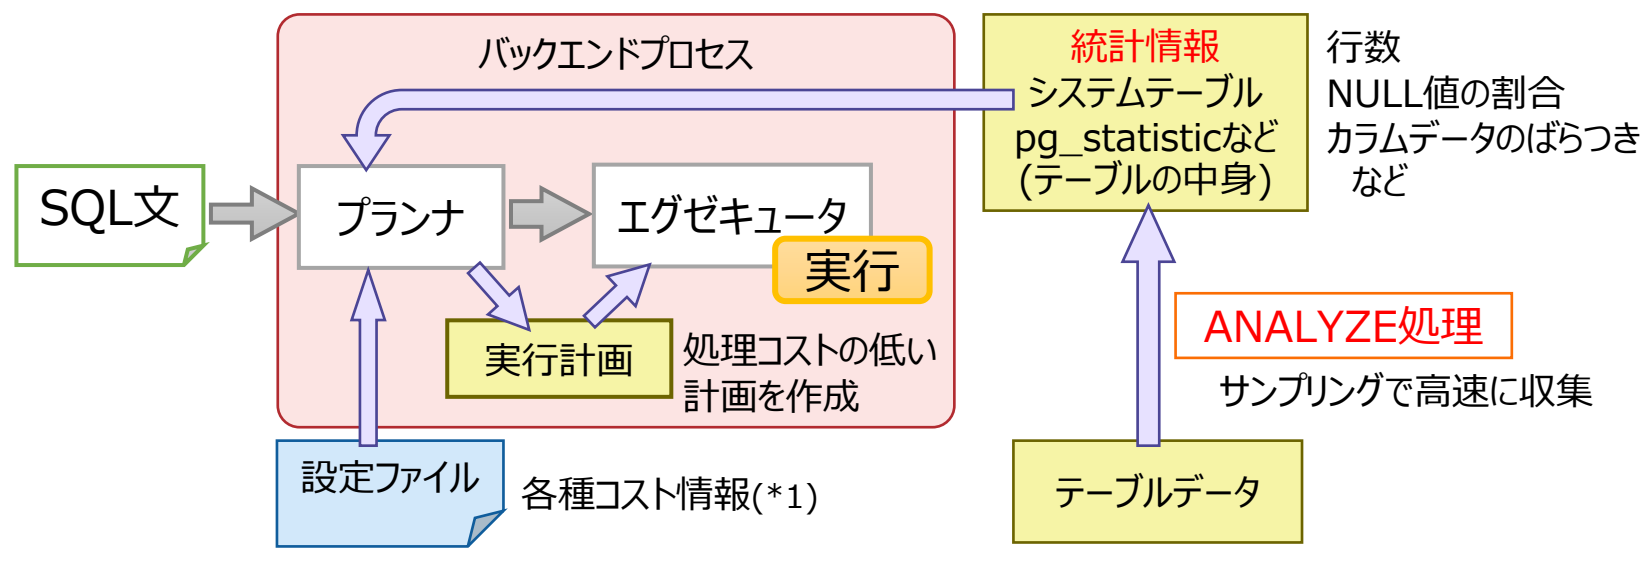 バックエンドプロセス
統計情報
システムテーブル
pg_statisticなど
(テーブルの中身)
行数
NULL値の割合
カラムデータのばらつき
など
SQL文
プランナ
エグゼキュータ
実行
実行計画
処理コストの低い
計画を作成
ANALYZE処理
サンプリングで高速に収集
設定ファイル
各種コスト情報(*1)
テーブルデータ